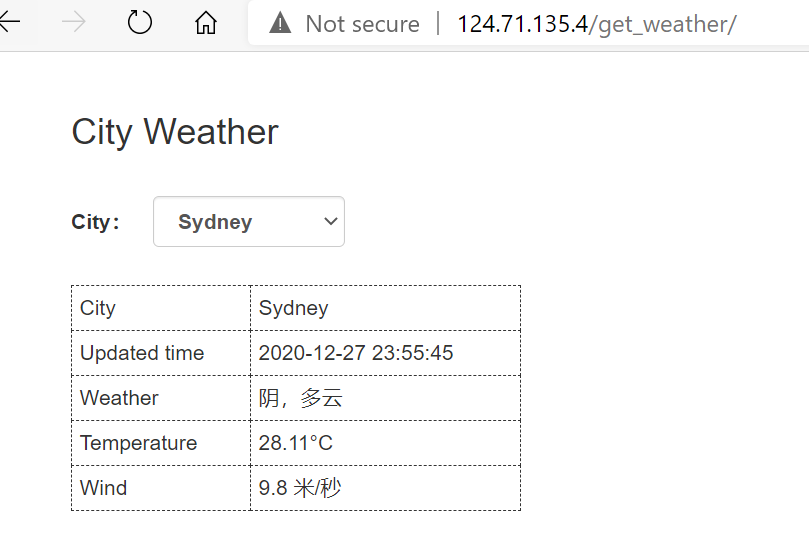 Not secure | 124.71.135.4/get_weather/
City Weather
City： Sydney
City Sydney
Updated time 2020-12-27 23:55:45
Weather 阴，多云
Temperature 28.11°C
Wind 9.8 米/秒